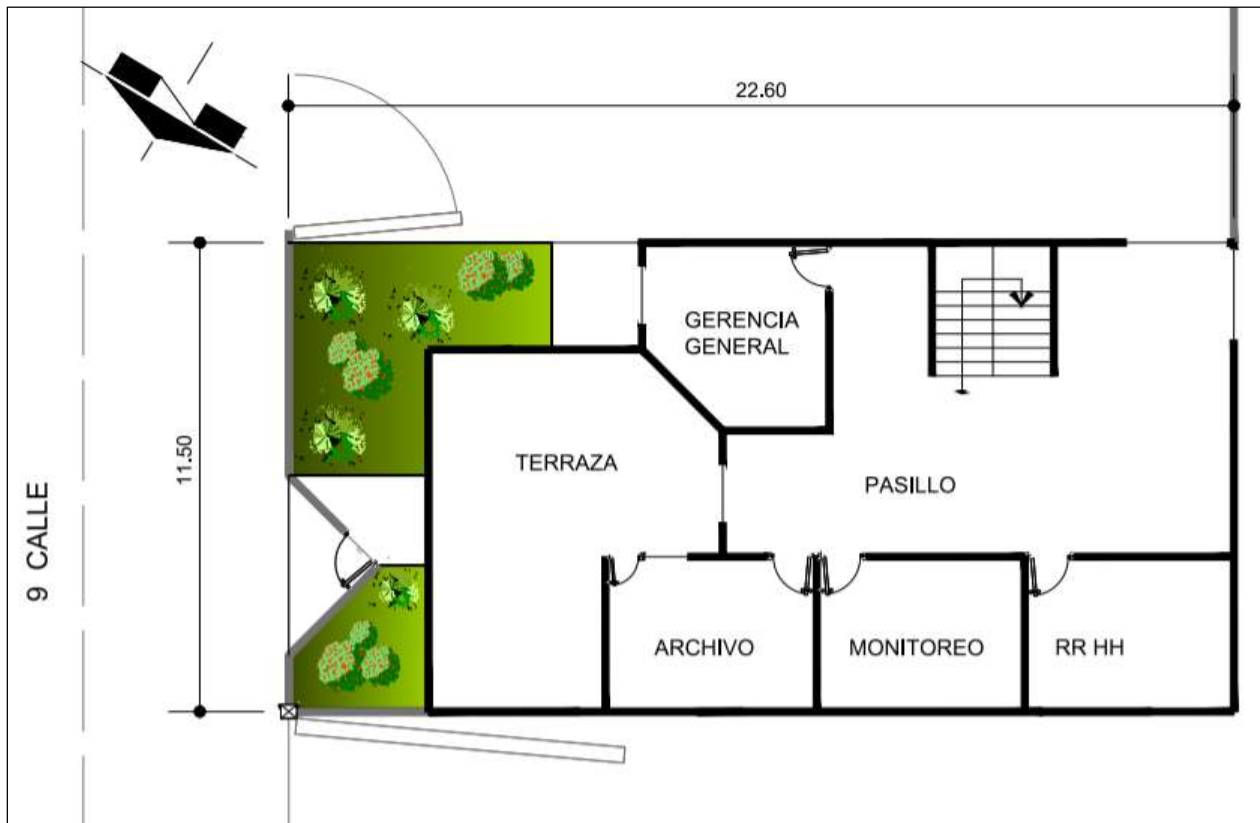 22.60
11.50
9 CALLE
GERENCIA
GENERAL
TERRAZA
PASILLO
ARCHIVO
MONITOREO
RR HH